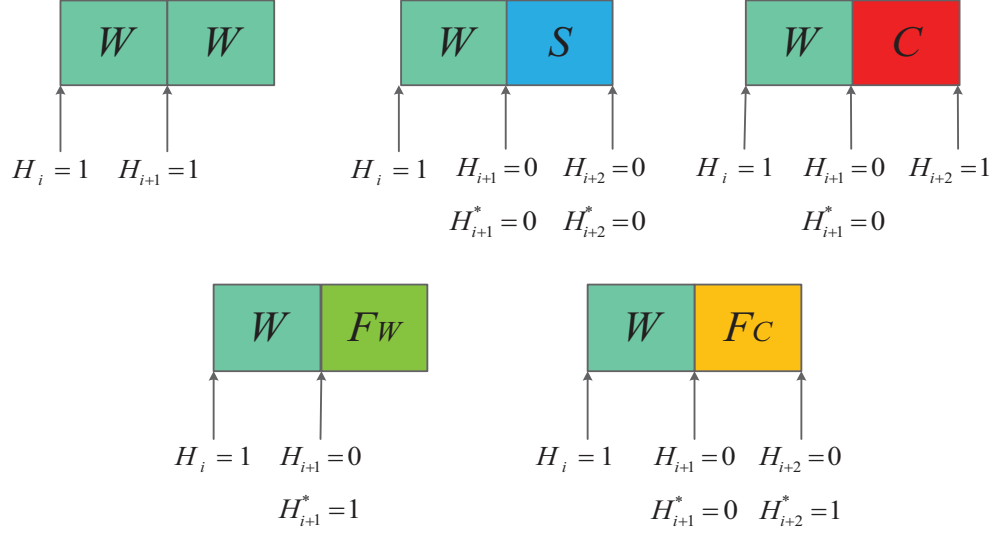 W W W S W C
H_i = 1 H_{i+1} = 1 H_i = 1 H_{i+1} = 0 H_{i+2} = 0 H_i = 1 H_{i+1} = 0 H_{i+2} = 1
H^*_{i+1} = 0 H^*_{i+2} = 0 H^*_{i+1} = 0
W F_W W F_C
H_i = 1 H_{i+1} = 0 H_i = 1 H_{i+1} = 0 H_{i+2} = 0
H^*_{i+1} = 1 H^*_{i+1} = 0 H^*_{i+2} = 1